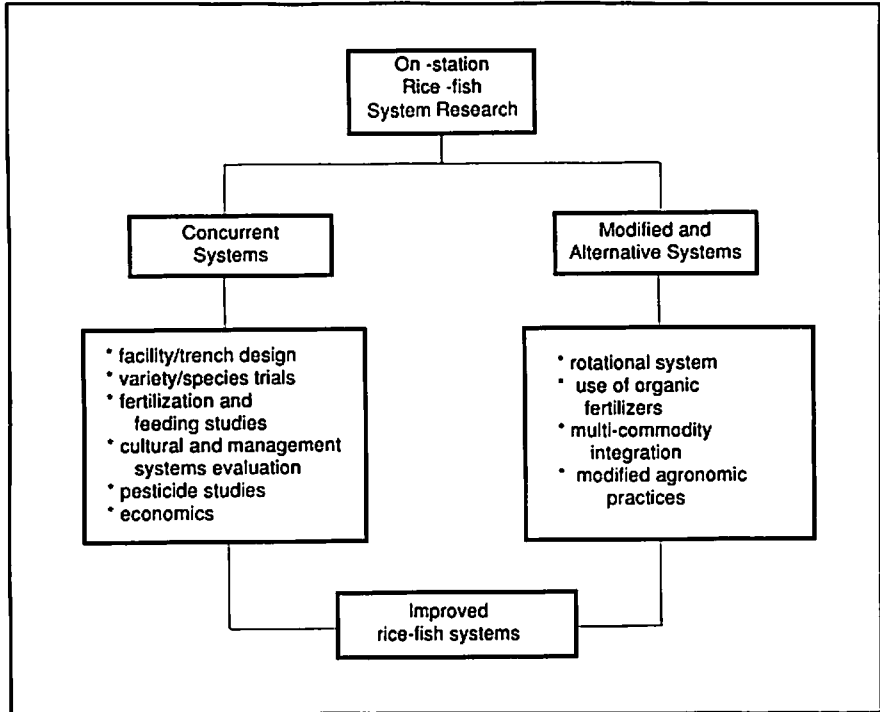 On -station
Rice -fish
System Research
Concurrent
Systems
Modified and
Alternative Systems
* facility/trench design
* variety/species trials
* fertilization and
feeding studies
* cultural and management
systems evaluation
* pesticide studies
* economics
* rotational system
* use of organic
fertilizers
* multi-commodity
integration
* modified agronomic
practices
Improved
rice-fish systems